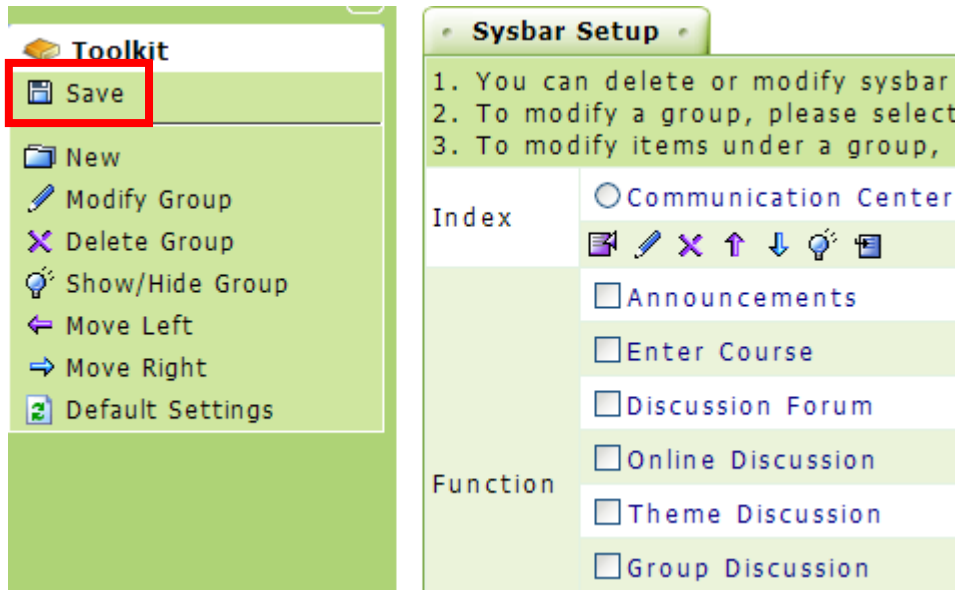 Toolkit
Save
New
Modify Group
Delete Group
Show/Hide Group
Move Left
Move Right
Default Settings
Sysbar Setup
1. You can delete or modify sysbar
2. To modify a group, please select
3. To modify items under a group,
Index
Communication Center
Function
Announcements
Enter Course
Discussion Forum
Online Discussion
Theme Discussion
Group Discussion